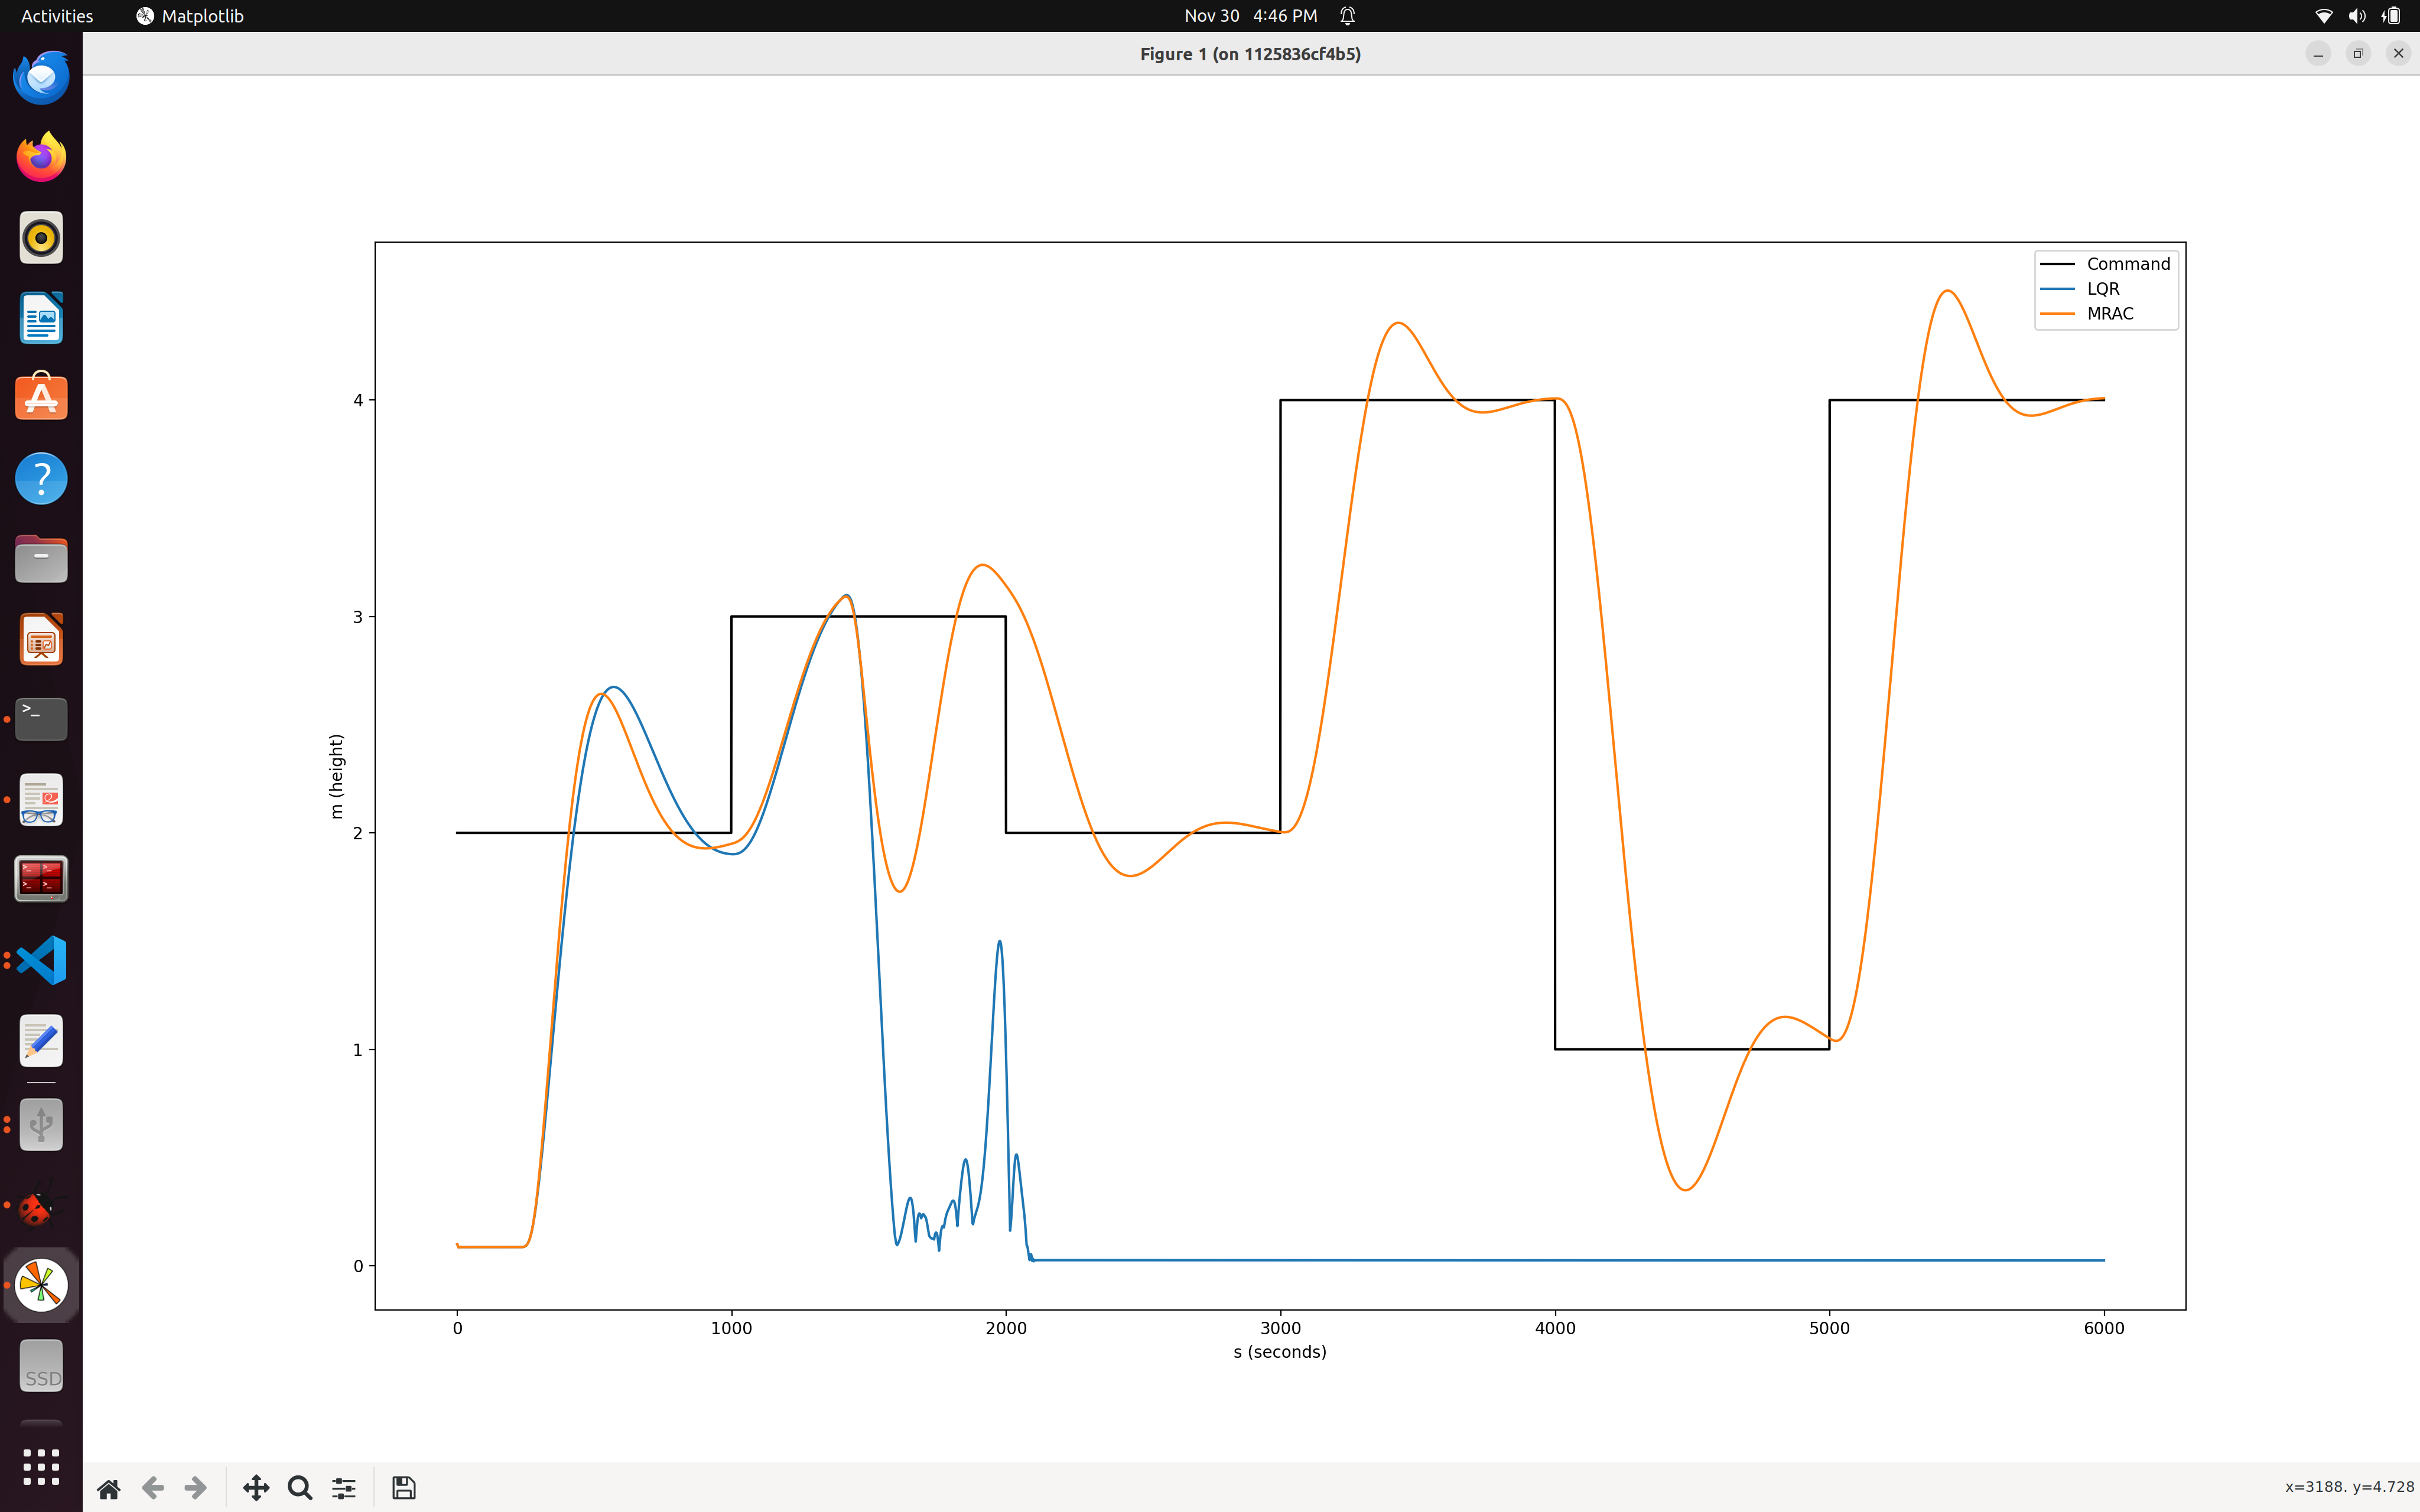 Activities
Matplotlib
Nov 30 4:46 PM
Figure 1 (on 1125836cf4b5)
Command
LQR
MRAC
4
3
2
1
0
m (height)
0
1000
2000
3000
4000
5000
6000
s (seconds)
SSD
x=3188. y=4.728